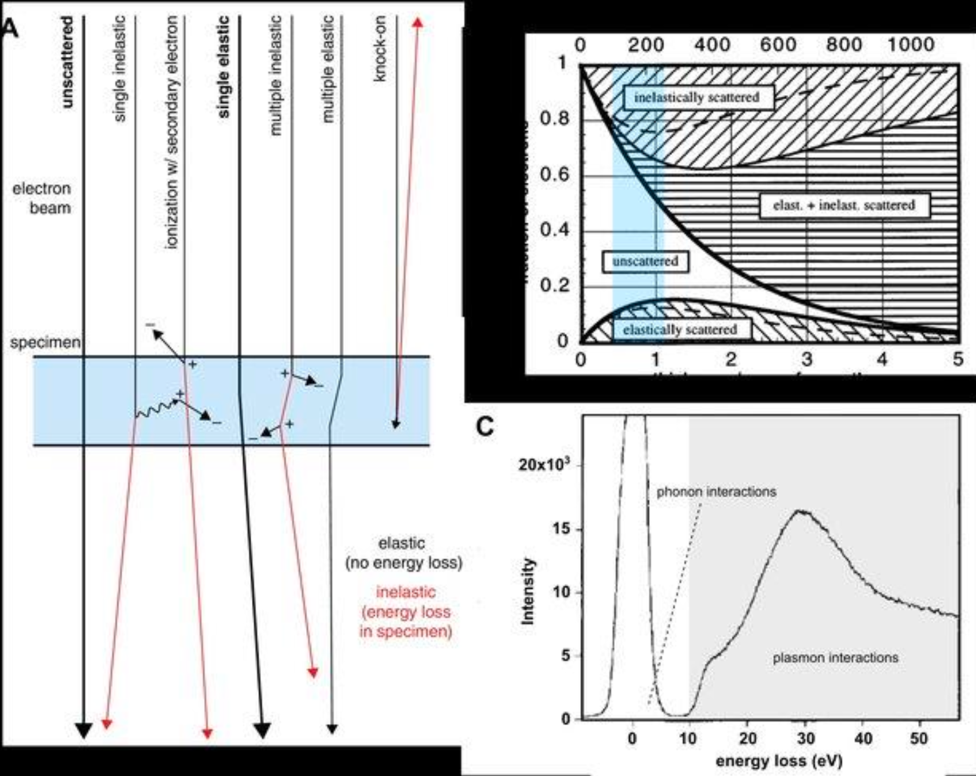 A
unscattered
single inelastic
ionization w/ secondary electron
single elastic
multiple inelastic
multiple elastic
knock-on
electron
beam
specimen
−
+
+
−
+
−
+
−
elastic
(no energy loss)
inelastic
(energy loss
in specimen)
0 200 400 600 800 1000
1
0.8
0.6
0.4
0.2
0
inelastically scattered
elast. + inelast. scattered
unscattered
elastically scattered
0 1 2 3 4 5
C
20x10³
15
10
5
0
Intensity
phonon interactions
plasmon interactions
0 10 20 30 40 50
energy loss (eV)